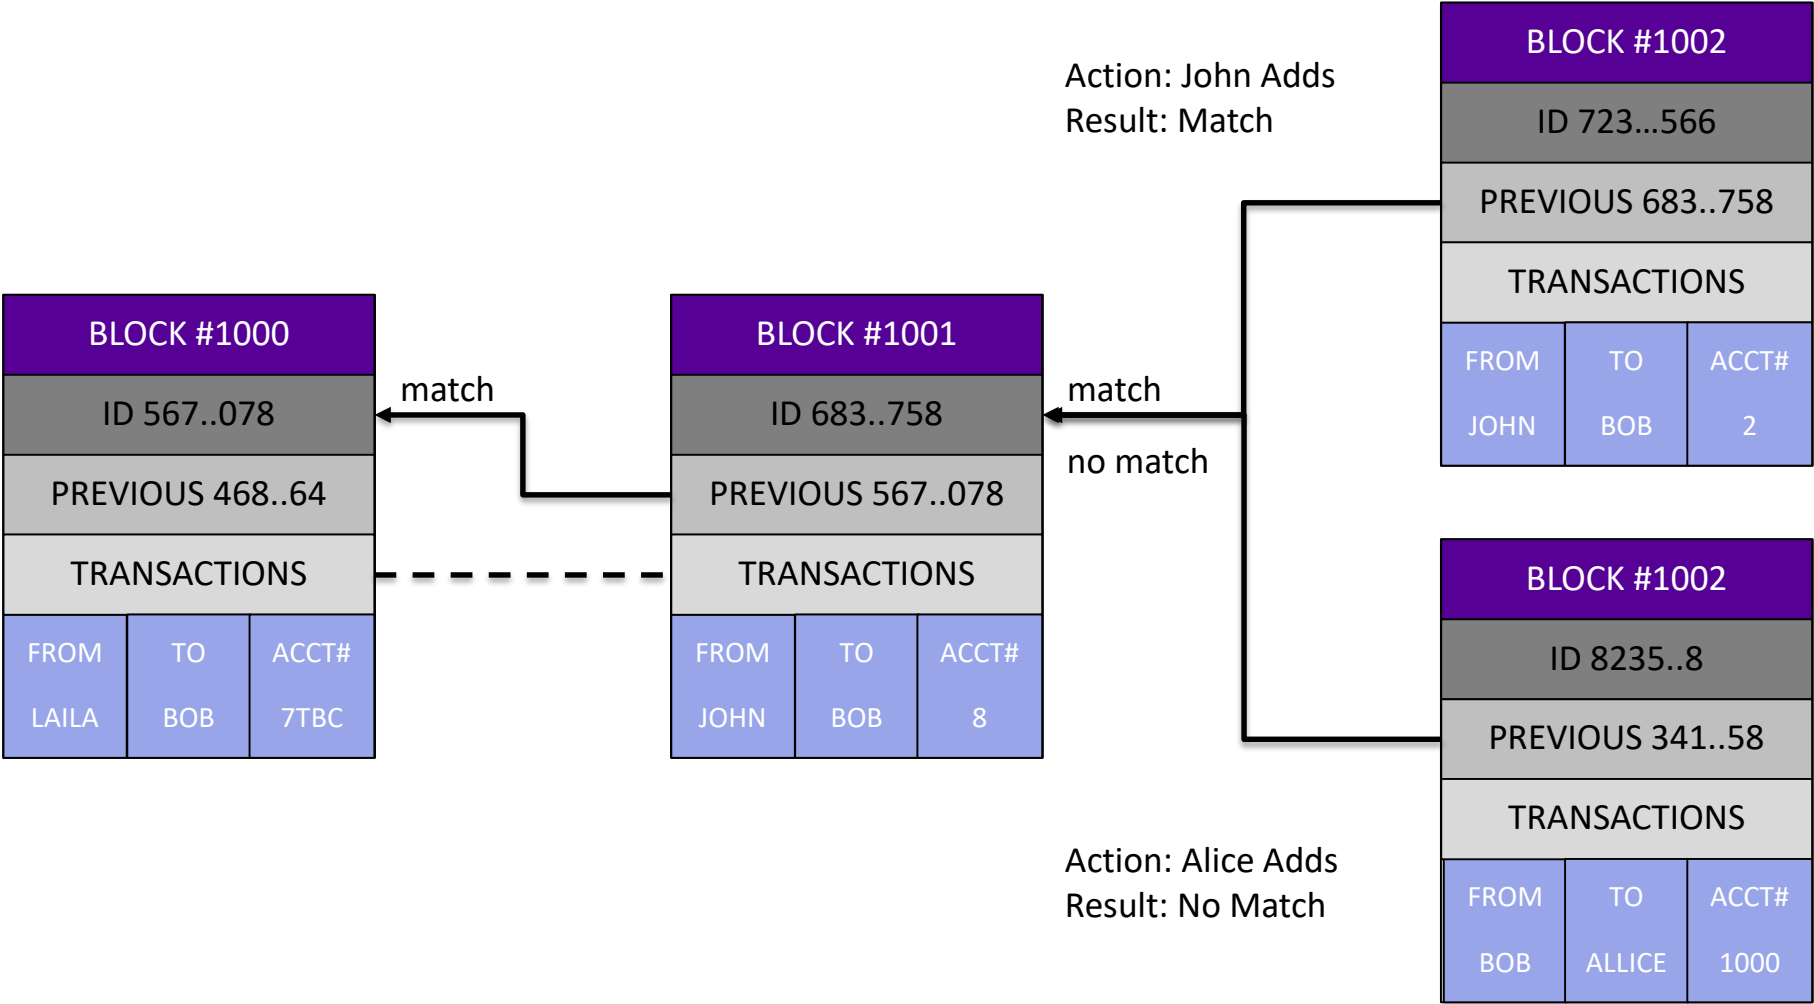 BLOCK #1000
ID 567..078
PREVIOUS 468..64
TRANSACTIONS
FROM TO ACCT#
LAILA BOB 7TBC
match
BLOCK #1001
ID 683..758
PREVIOUS 567..078
TRANSACTIONS
FROM TO ACCT#
JOHN BOB 8
match
no match
Action: John Adds
Result: Match
BLOCK #1002
ID 723...566
PREVIOUS 683..758
TRANSACTIONS
FROM TO ACCT#
JOHN BOB 2
Action: Alice Adds
Result: No Match
BLOCK #1002
ID 8235..8
PREVIOUS 341..58
TRANSACTIONS
FROM TO ACCT#
BOB ALLICE 1000